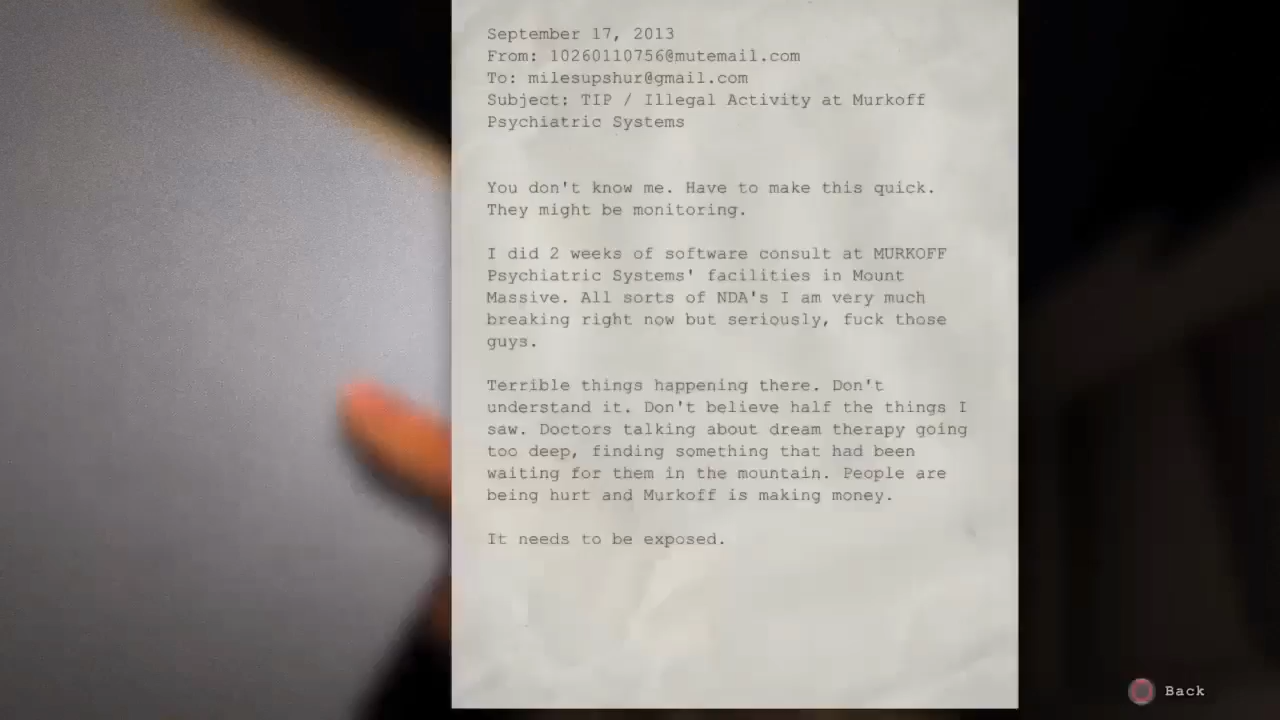 September 17, 2013
From: 10260110756@mutemail.com
To: milesupshur@gmail.com
Subject: TIP / Illegal Activity at Murkoff
Psychiatric Systems
You don't know me. Have to make this quick.
They might be monitoring.
I did 2 weeks of software consult at MURKOFF
Psychiatric Systems' facilities in Mount
Massive. All sorts of NDA's I am very much
breaking right now but seriously, fuck those
guys.
Terrible things happening there. Don't
understand it. Don't believe half the things I
saw. Doctors talking about dream therapy going
too deep, finding something that had been
waiting for them in the mountain. People are
being hurt and Murkoff is making money.
It needs to be exposed.
Back